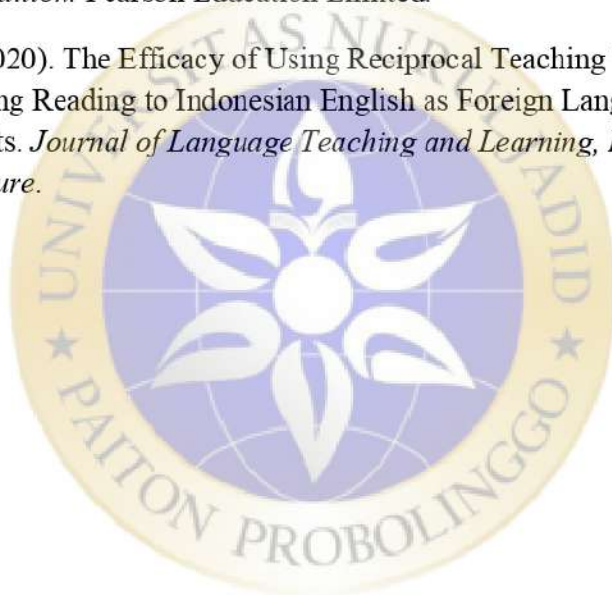 Pearson Education Limited.
020). The Efficacy of Using Reciprocal Teaching
ng Reading to Indonesian English as Foreign Lang
ts. Journal of Language Teaching and Learning,
ure.
UNIVERSITAS NURUL JADID
★ PAITON PROBOLINGGO ★